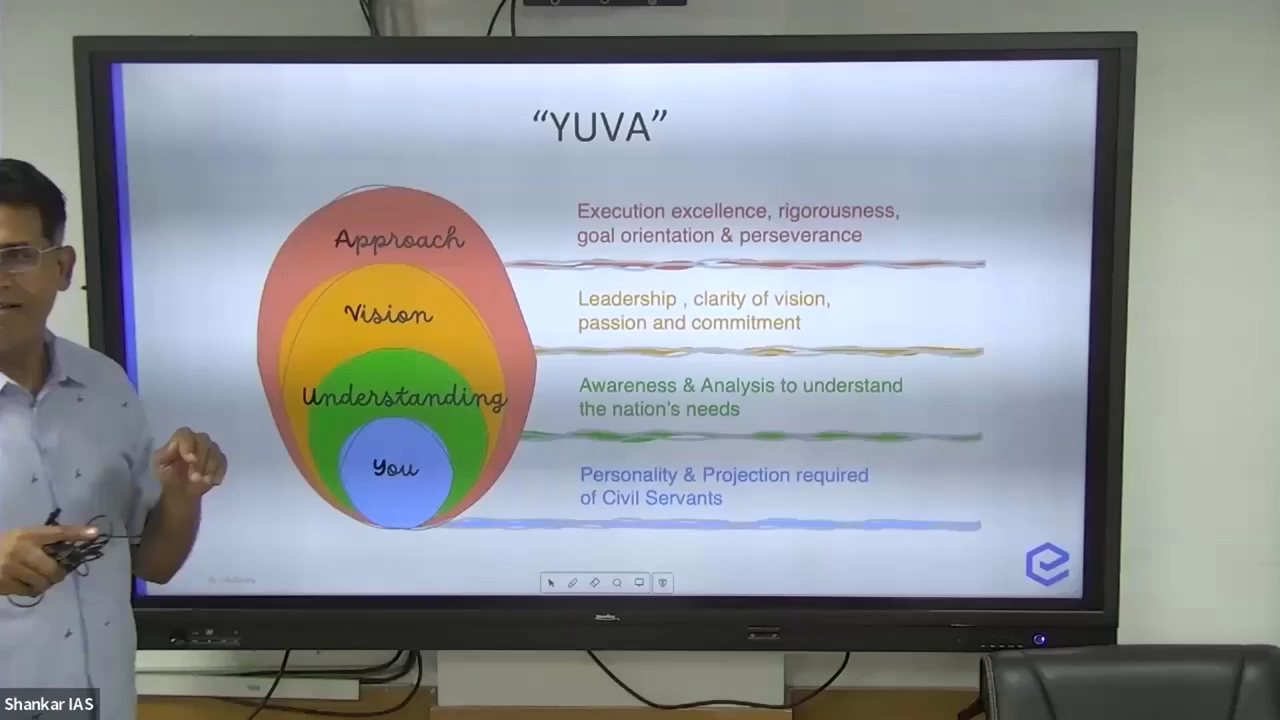 “YUVA”
Approach
Execution excellence, rigorousness,
goal orientation & perseverance
Vision
Leadership , clarity of vision,
passion and commitment
Understanding
Awareness & Analysis to understand
the nation's needs
You
Personality & Projection required
of Civil Servants
Shankar IAS